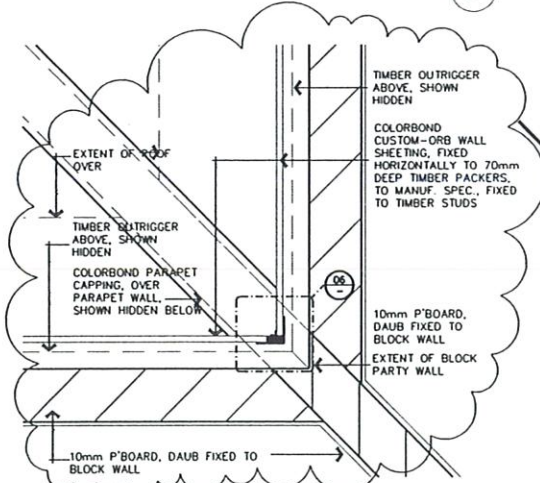 TIMBER OUTRIGGER
ABOVE, SHOWN
HIDDEN
COLORBOND
CUSTOM-ORB WALL
SHEETING, FIXED
HORIZONTALLY TO 70mm
DEEP TIMBER PACKERS,
TO MANUF. SPEC., FIXED
TO TIMBER STUDS
EXTENT OF ROOF
OVER
TIMBER OUTRIGGER
ABOVE, SHOWN
HIDDEN
COLORBOND PARAPET
CAPPING, OVER
PARAPET WALL,
SHOWN HIDDEN BELOW
06
-
10mm P'BOARD,
DAUB FIXED TO
BLOCK WALL
EXTENT OF BLOCK
PARTY WALL
10mm P'BOARD, DAUB FIXED TO
BLOCK WALL